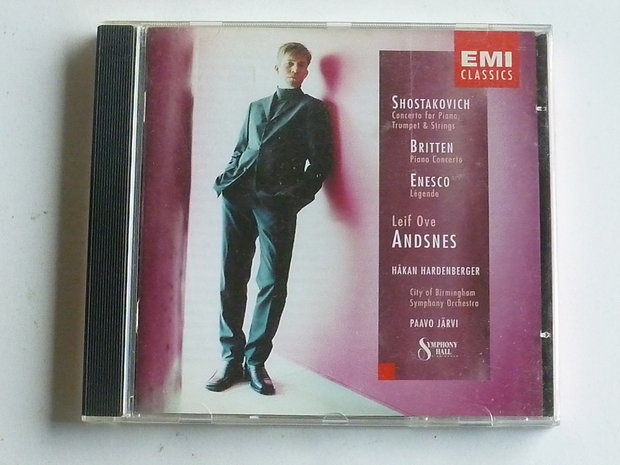 EMI
CLASSICS
SHOSTAKOVICH
Concerto for Piano,
Trumpet & Strings
BRITTEN
Piano Concerto
ENESCO
Légende
Leif Ove
ANDSNES
HÅKAN HARDENBERGER
City of Birmingham
Symphony Orchestra
PAAVO JÄRVI
SYMPHONY
HALL